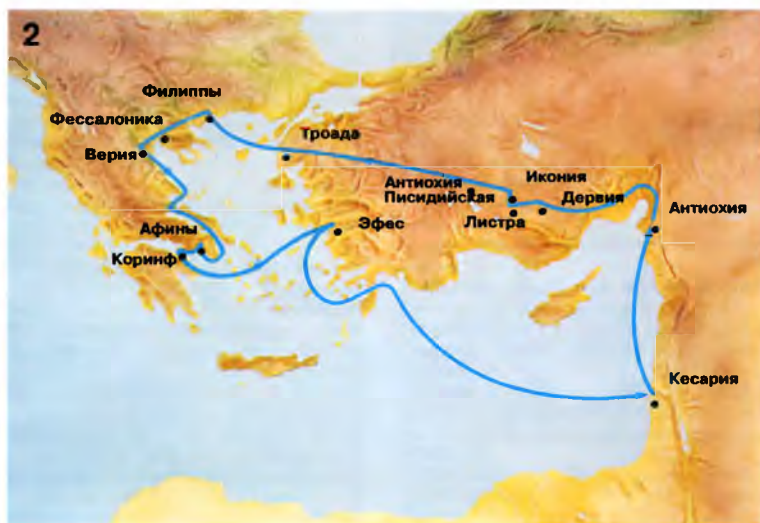 2
Филиппы
Фессалоника
Верия
Троада
Антиохия
Писидийская
Икония
Дервия
Листра
Антиохия
Афины
Коринф
Эфес
Кесария